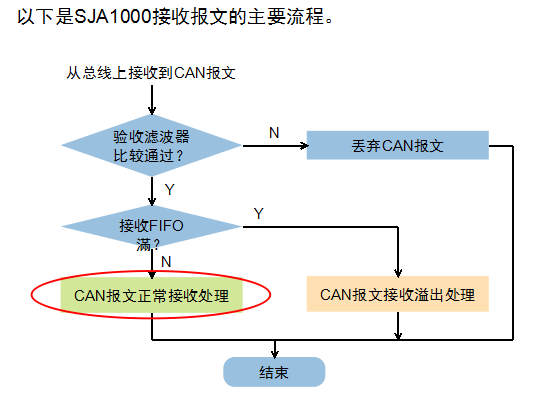 以下是SJA1000接收报文的主要流程。
从总线上接收到CAN报文
验收滤波器
比较通过？
N
丢弃CAN报文
Y
接收FIFO
满？
Y
N
CAN报文正常接收处理
CAN报文接收溢出处理
结束